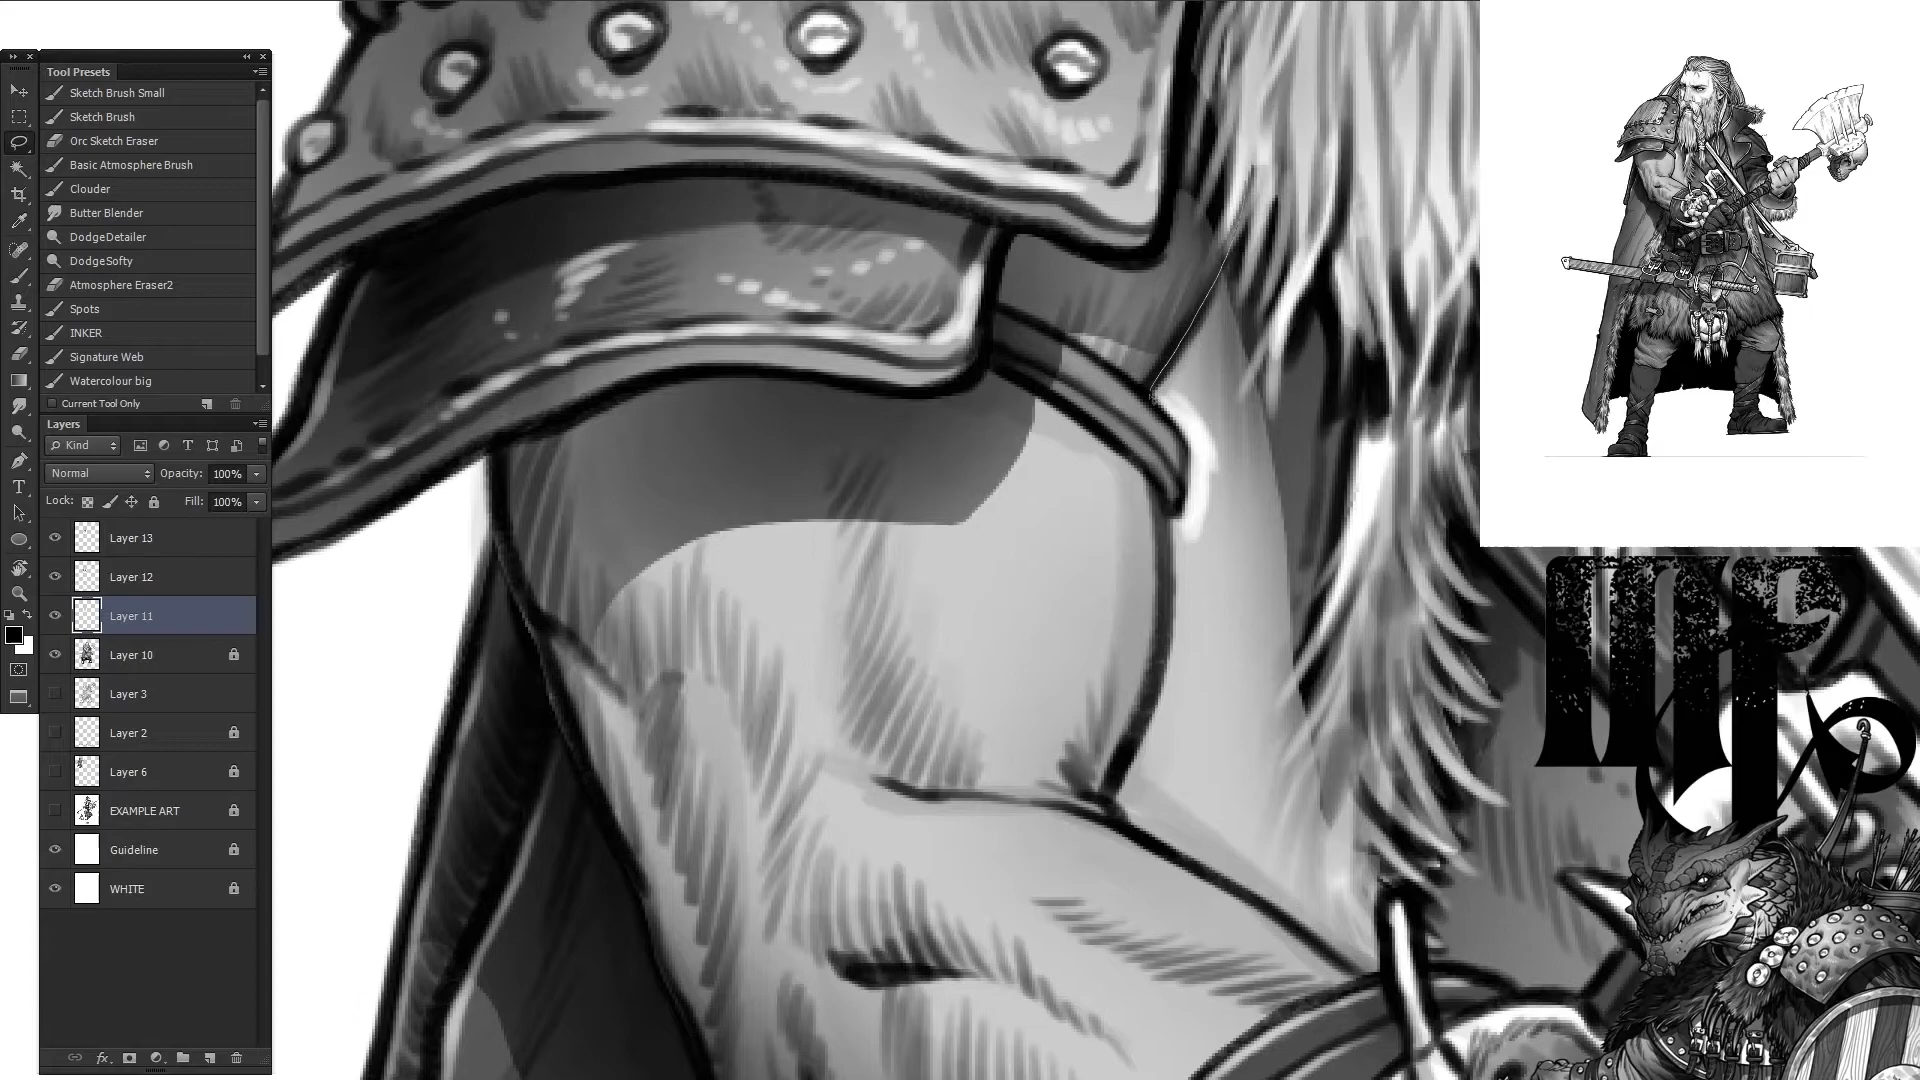 Tool Presets
Sketch Brush Small
Sketch Brush
Orc Sketch Eraser
Basic Atmosphere Brush
Clouder
Butter Blender
DodgeDetailer
DodgeSofty
Atmosphere Eraser2
Spots
INKER
Signature Web
Watercolour big
Current Tool Only
Layers
Kind
Normal Opacity: 100%
Lock: Fill: 100%
Layer 13
Layer 12
Layer 11
Layer 10
Layer 3
Layer 2
Layer 6
EXAMPLE ART
Guideline
WHITE
fx